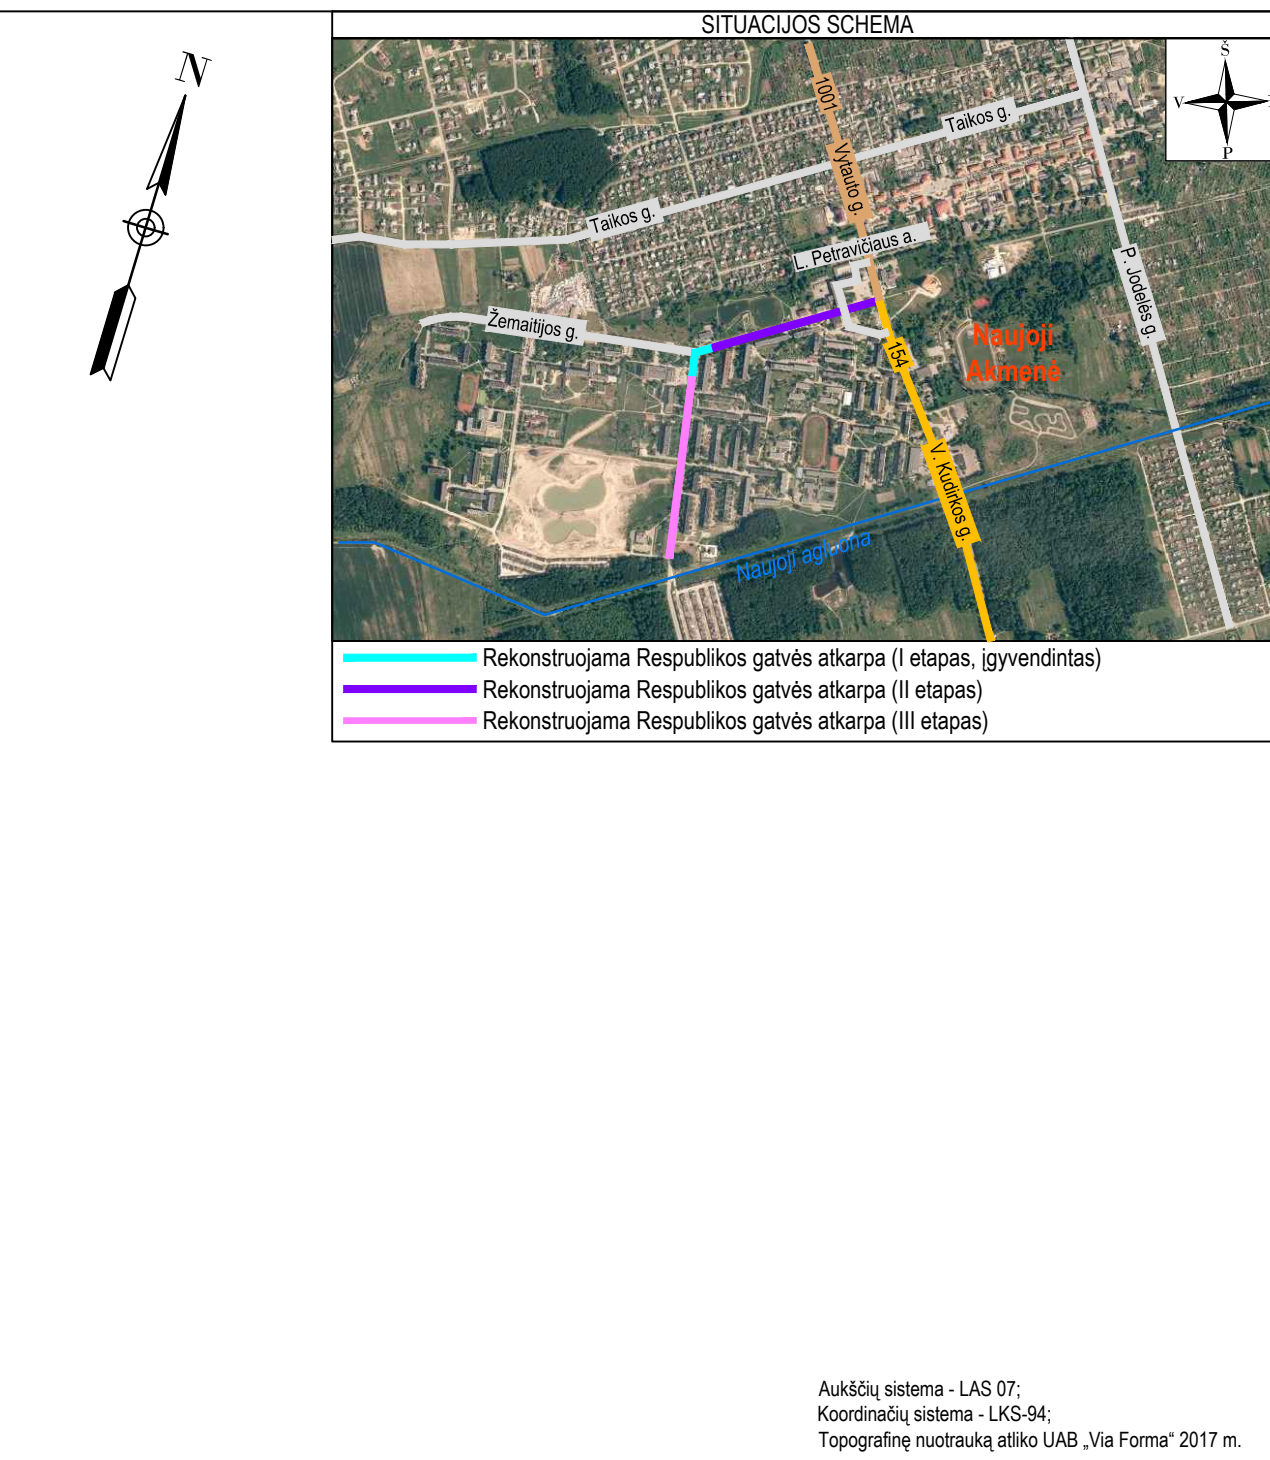 SITUACIJOS SCHEMA
N
Š
V
P
1001
Vytauto g.
Taikos g.
Taikos g.
L. Petravičiaus a.
P. Jodelės g.
Žemaitijos g.
154
Naujoji
Akmenė
V. Kudirkos g.
Naujoji agluona
Rekonstruojama Respublikos gatvės atkarpa (I etapas, įgyvendintas)
Rekonstruojama Respublikos gatvės atkarpa (II etapas)
Rekonstruojama Respublikos gatvės atkarpa (III etapas)
Aukščių sistema - LAS 07;
Koordinačių sistema - LKS-94;
Topografinę nuotrauką atliko UAB „Via Forma“ 2017 m.